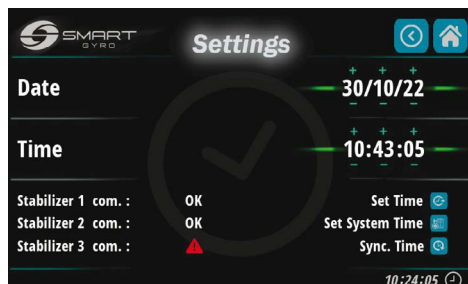 SMART
GYRO
Settings
Date
+ + +
30/10/22
− − −
Time
+ + +
10:43:05
− − −
Stabilizer 1 com. : OK Set Time
Stabilizer 2 com. : OK Set System Time
Stabilizer 3 com. : Sync. Time
10:24:05